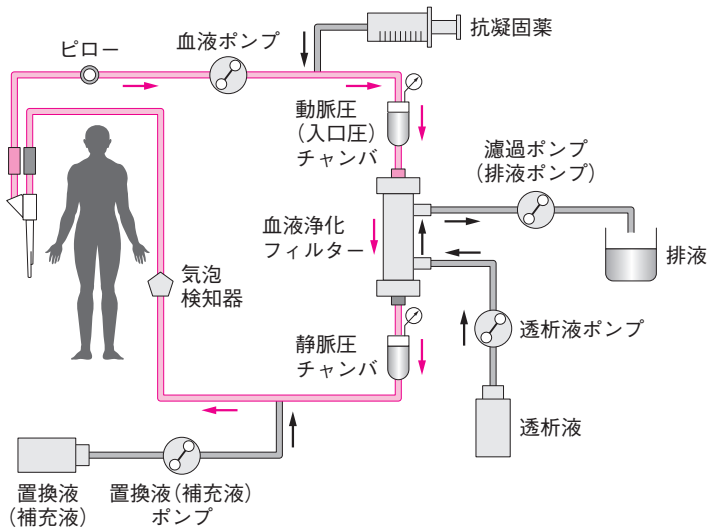 ピロー
血液ポンプ
抗凝固薬
動脈圧
(入口圧)
チャンバ
濾過ポンプ
(排液ポンプ)
血液浄化
フィルター
排液
気泡
検知器
静脈圧
チャンバ
透析液ポンプ
透析液
置換液
(補充液)
置換液(補充液)
ポンプ